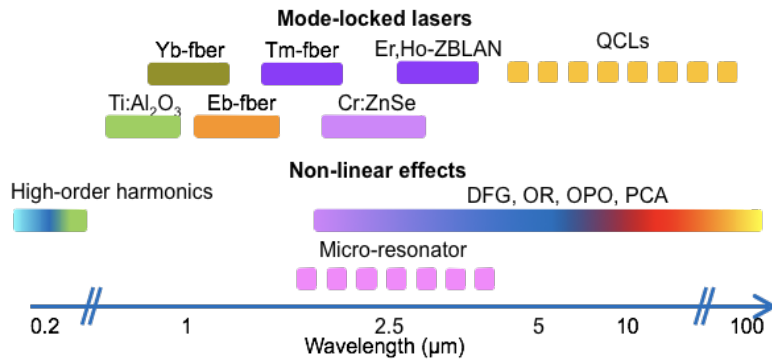 Mode-locked lasers
Yb-fber
Tm-fber
Er,Ho-ZBLAN
QCLs
Ti:Al₂O₃
Eb-fber
Cr:ZnSe
Non-linear effects
High-order harmonics
DFG, OR, OPO, PCA
Micro-resonator
0.2 1 2.5 5 10 100
Wavelength (μm)